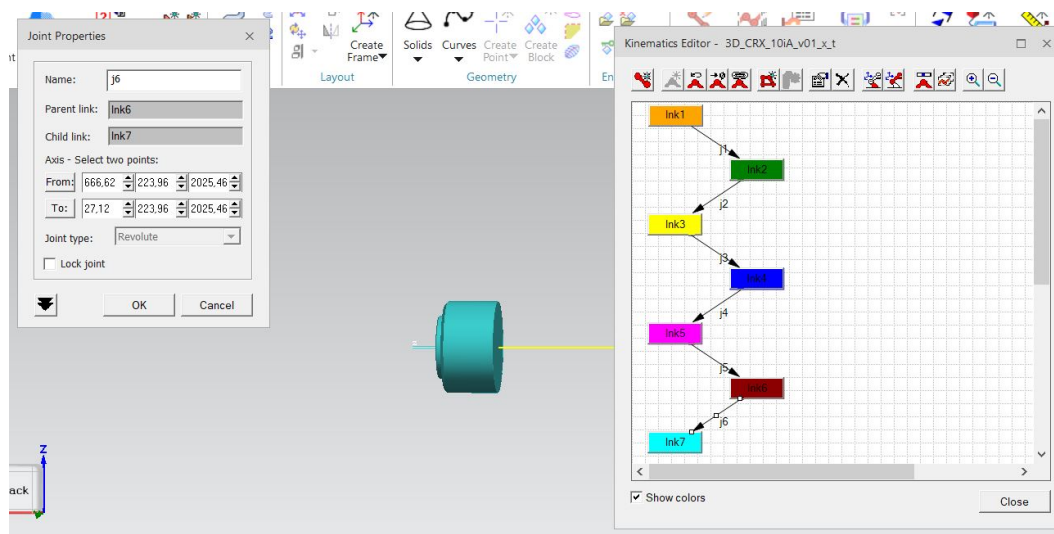 Joint Properties
Name: j6
Parent link: lnk6
Child link: lnk7
Axis - Select two points:
From: 666,62 223,96 2025,46
To: 27,12 223,96 2025,46
Joint type: Revolute
Lock joint
OK Cancel
Create
Frame
Layout
Solids Curves Create
Point
Create
Block
Geometry
En
Kinematics Editor - 3D_CRX_10iA_v01_x_t
lnk1
j1
lnk2
j2
lnk3
j3
lnk4
j4
lnk5
j5
lnk6
j6
lnk7
Show colors
Close
Z
ack